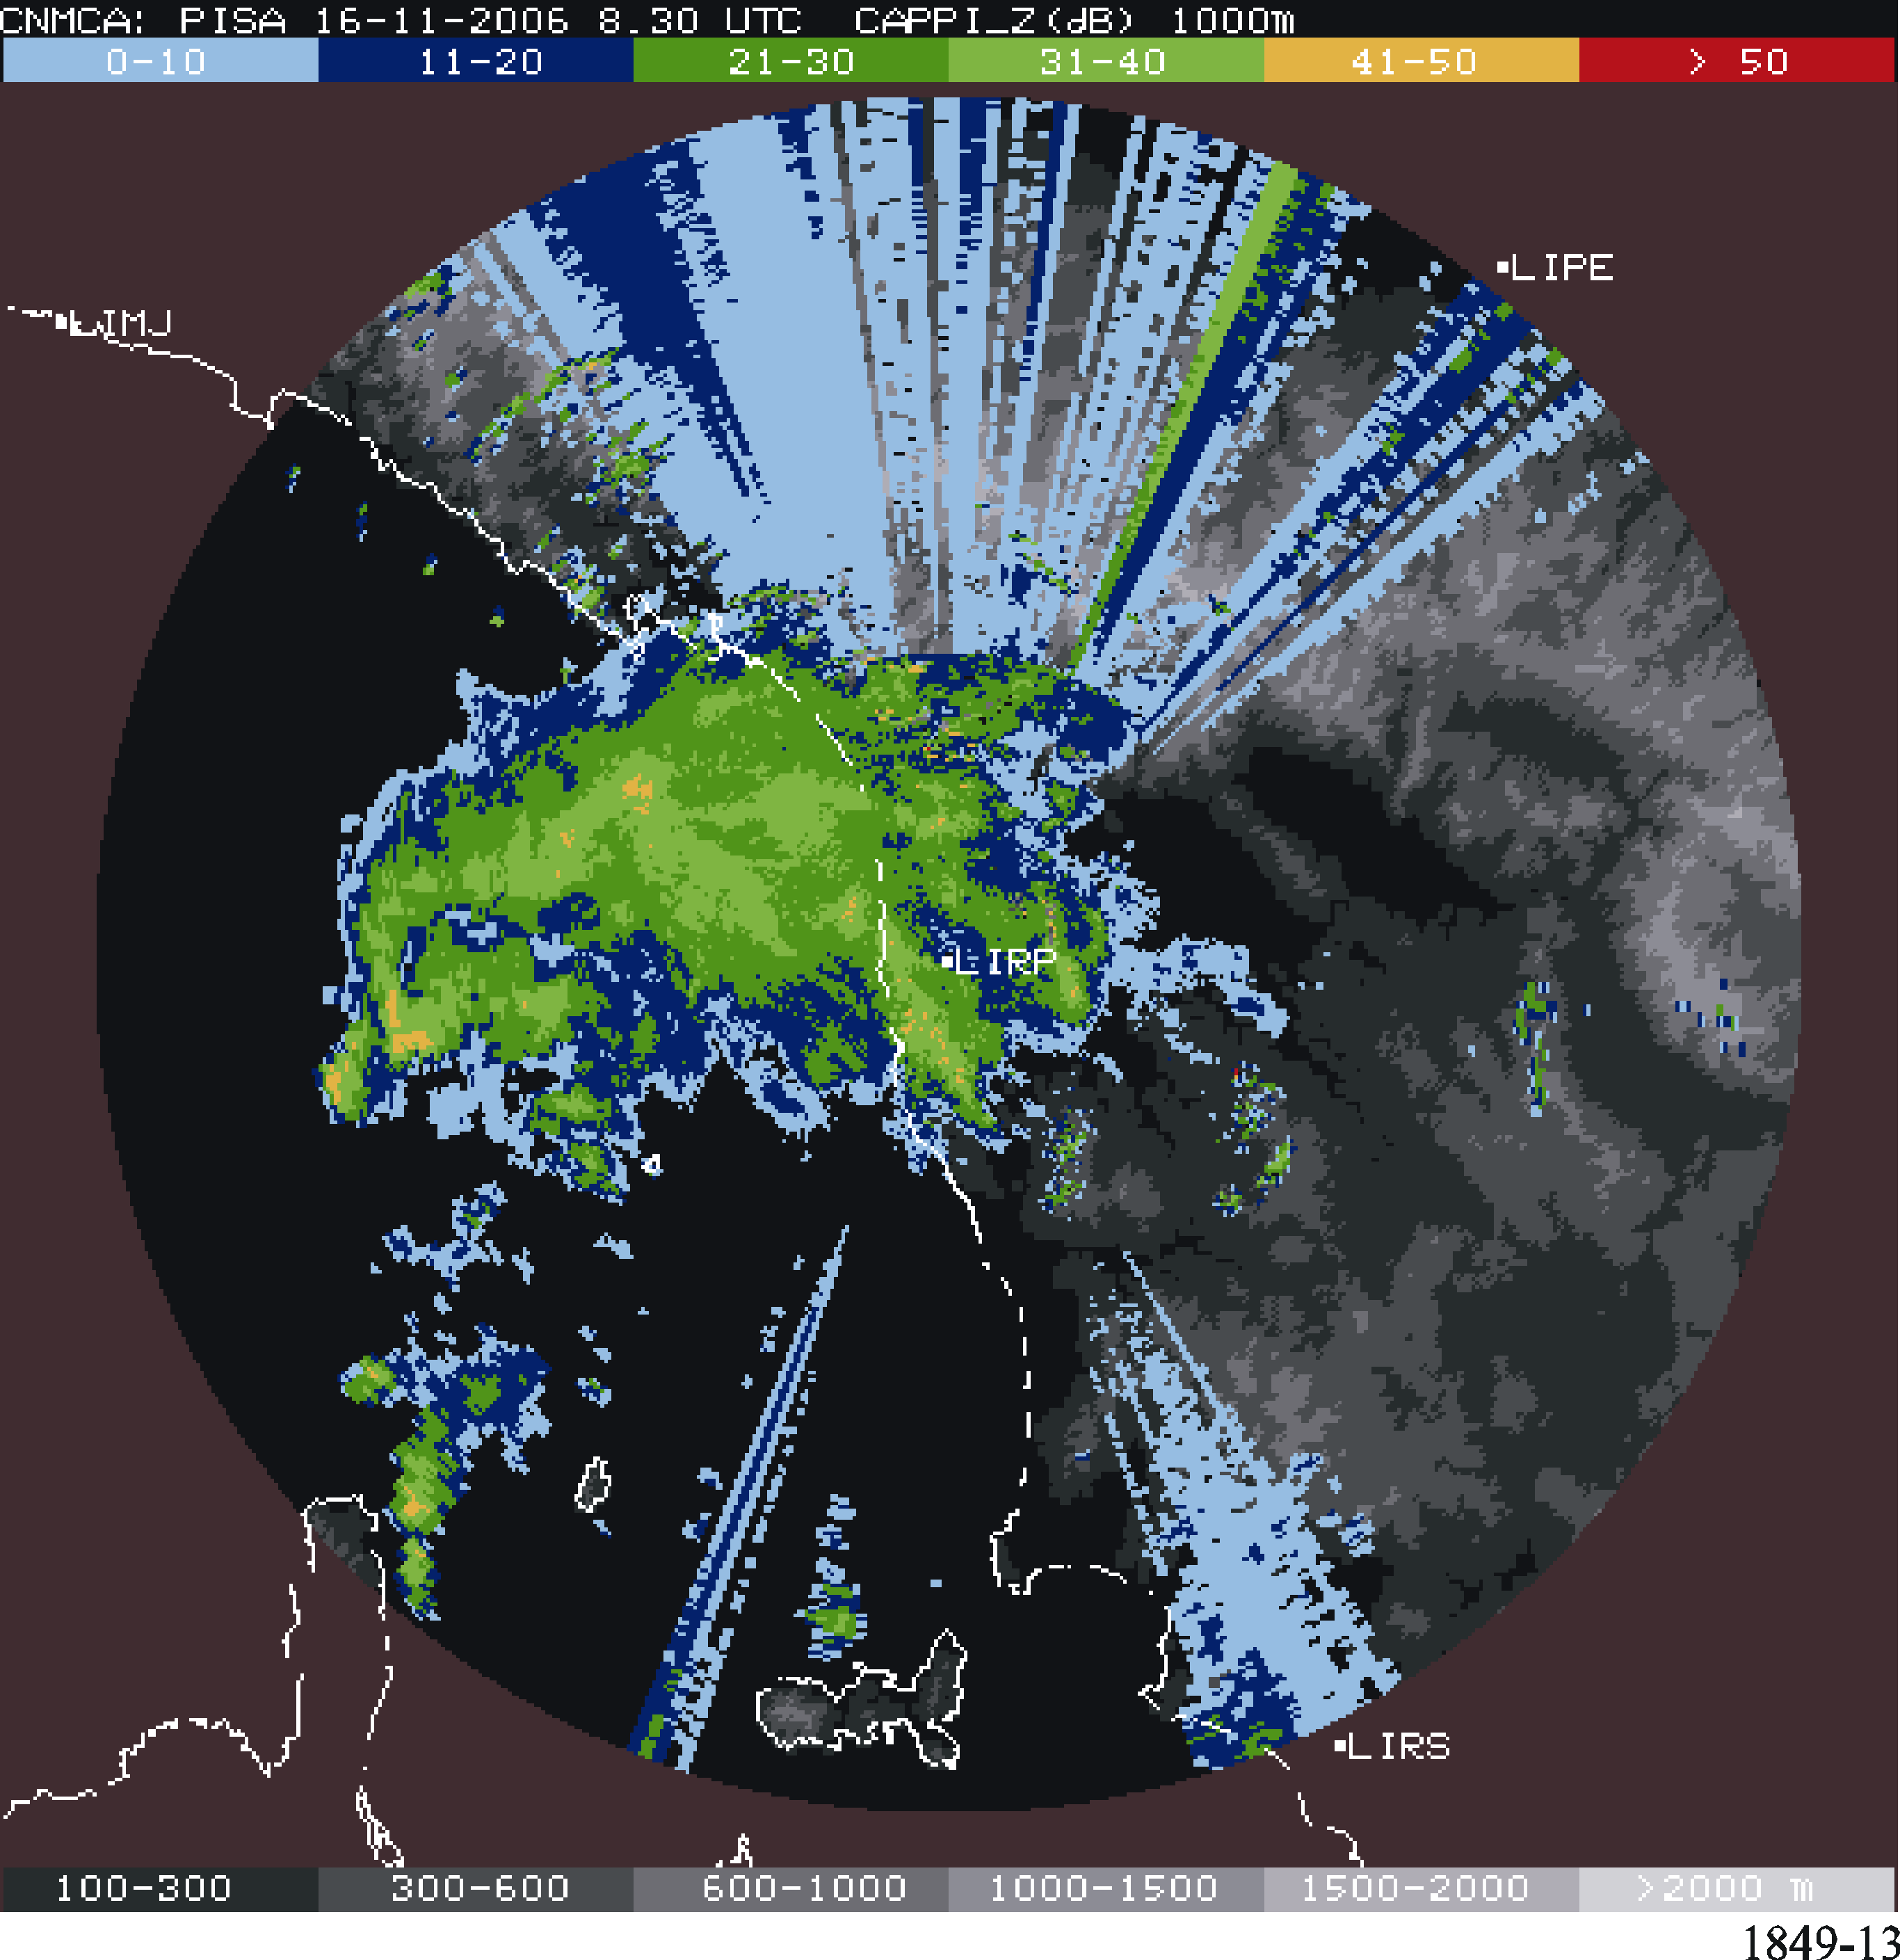 CNMCA: PISA 16-11-2006 8.30 UTC CAPPI_Z(dB) 1000m
0-10 11-20 21-30 31-40 41-50 > 50
LIPE
LIMJ
LIRP
LIRS
100-300 300-600 600-1000 1000-1500 1500-2000 >2000 m
1849-13